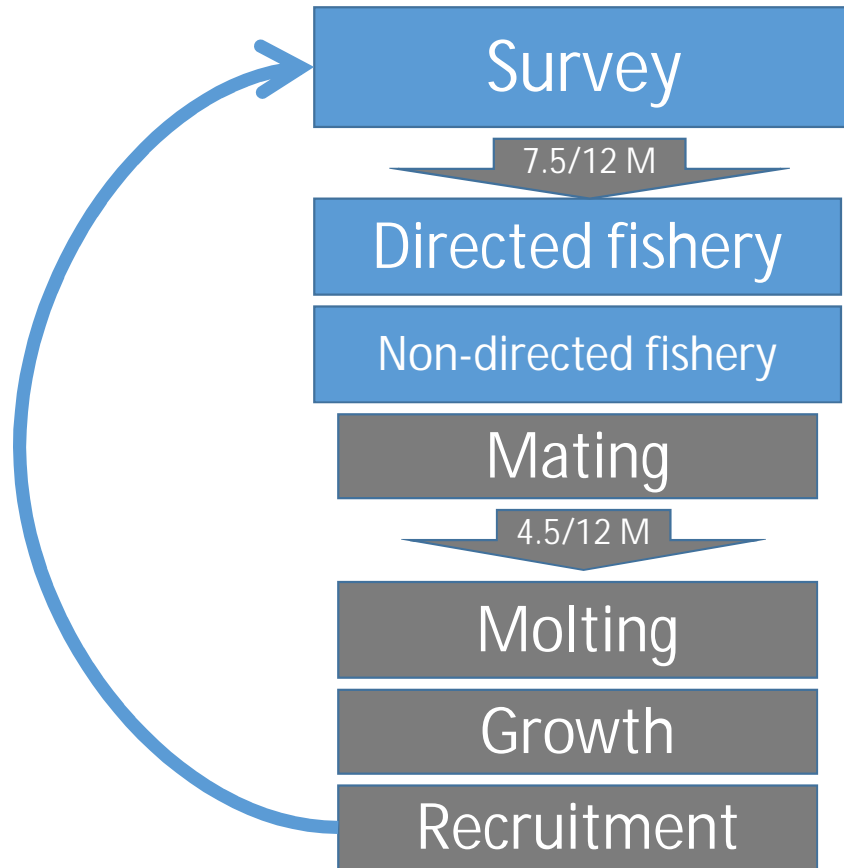 Survey
7.5/12 M
Directed fishery
Non-directed fishery
Mating
4.5/12 M
Molting
Growth
Recruitment